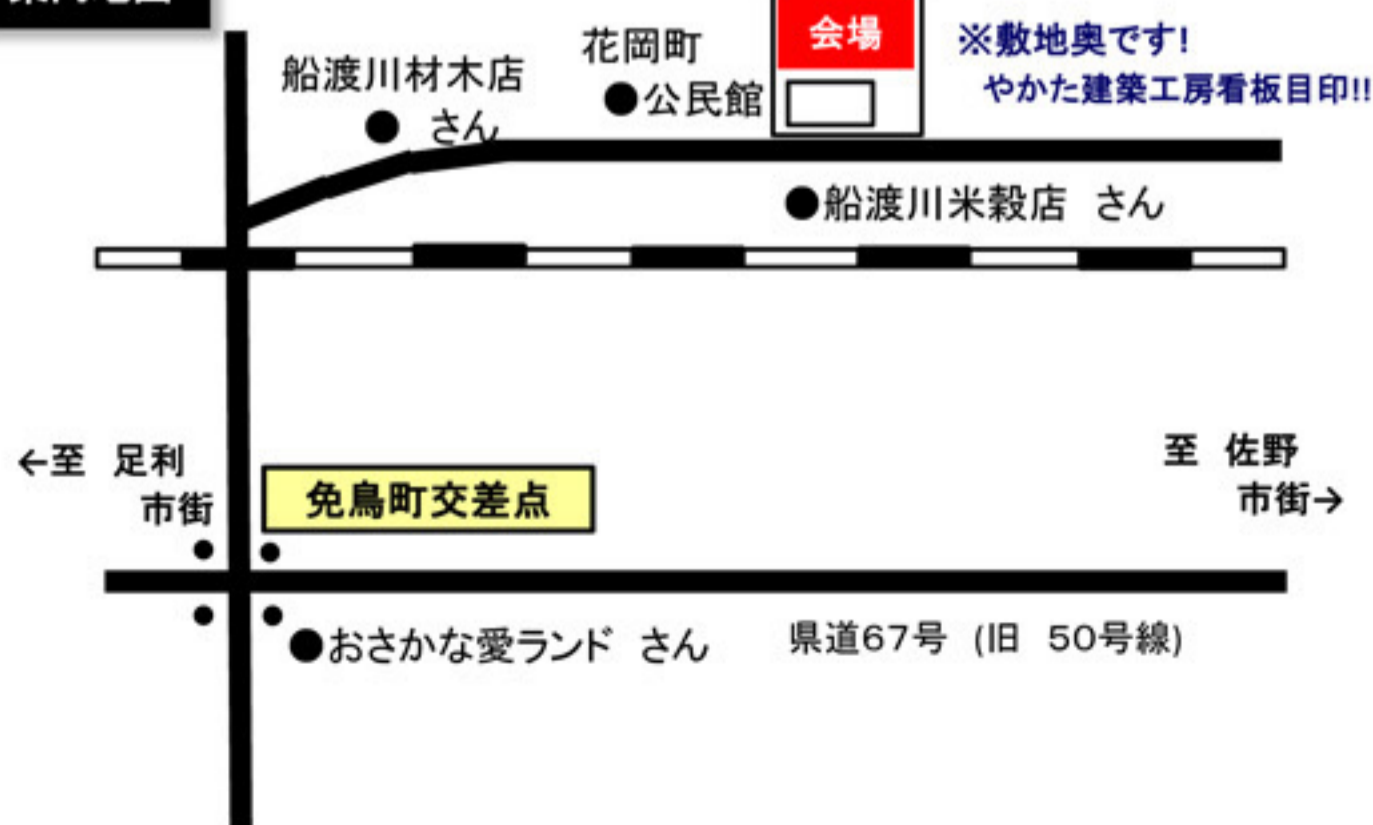 会場
※敷地奥です!
やかた建築工房看板目印!!
花岡町
●公民館
船渡川材木店
● さん
●船渡川米穀店 さん
←至 足利
市街
至 佐野
市街→
免鳥町交差点
●おさかな愛ランド さん
県道67号 (旧 50号線)